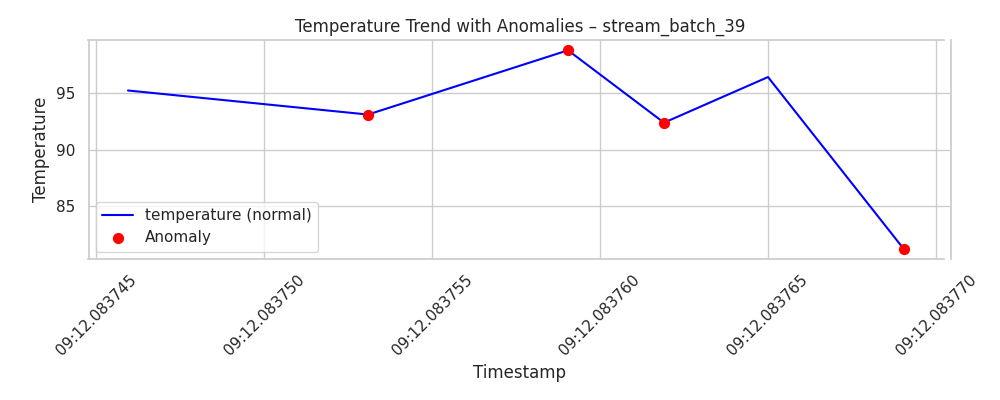 Temperature Trend with Anomalies – stream_batch_39
Temperature
95
90
85
temperature (normal)
Anomaly
09:12.083745
09:12.083750
09:12.083755
09:12.083760
09:12.083765
09:12.083770
Timestamp